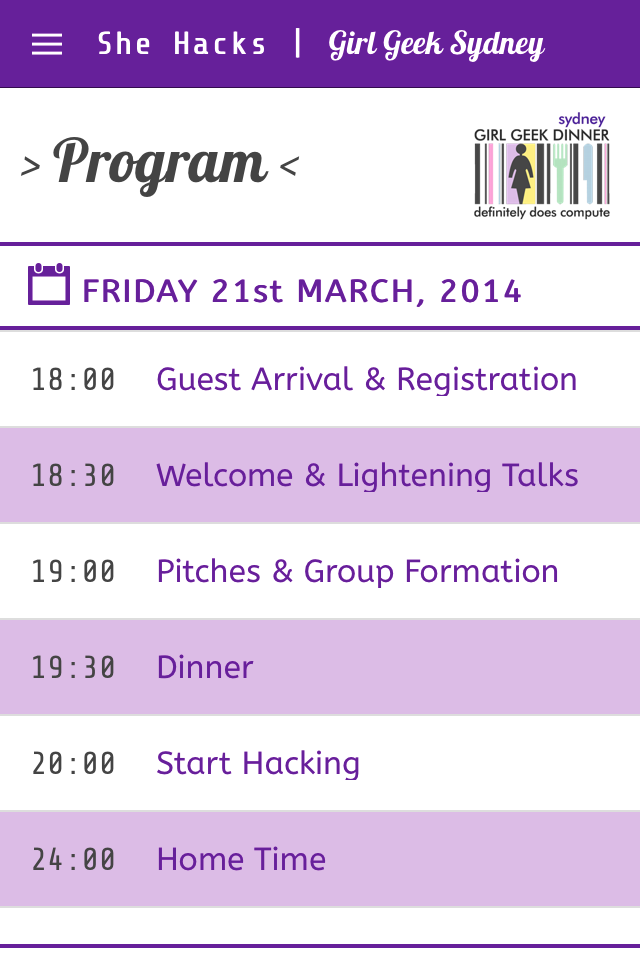 She Hacks | Girl Geek Sydney
> Program <
sydney
GIRL GEEK DINNER
definitely does compute
FRIDAY 21st MARCH, 2014
18:00 Guest Arrival & Registration
18:30 Welcome & Lightening Talks
19:00 Pitches & Group Formation
19:30 Dinner
20:00 Start Hacking
24:00 Home Time